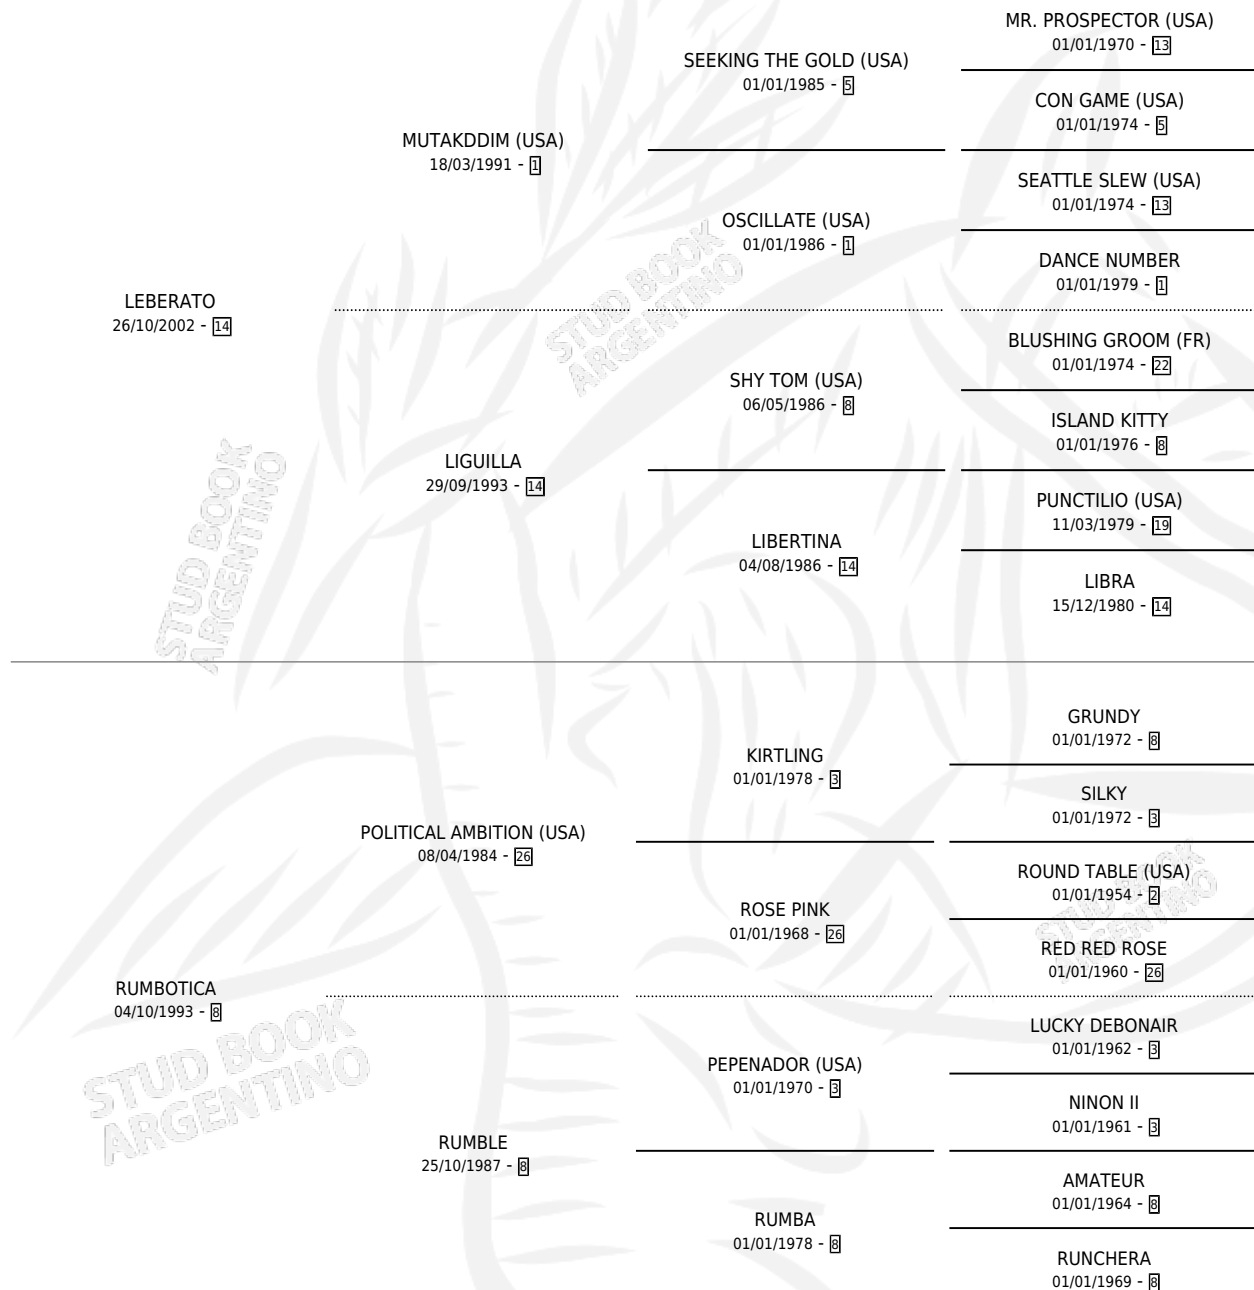 MR. PROSPECTOR (USA)
01/01/1970 - 13
SEEKING THE GOLD (USA)
01/01/1985 - 5
CON GAME (USA)
01/01/1974 - 5
MUTAKDDIM (USA)
18/03/1991 - 1
SEATTLE SLEW (USA)
01/01/1974 - 13
OSCILLATE (USA)
01/01/1986 - 1
DANCE NUMBER
01/01/1979 - 1
STUD BOOK
ARGENTINO
LEBERATO
26/10/2002 - 14
BLUSHING GROOM (FR)
01/01/1974 - 22
SHY TOM (USA)
06/05/1986 - 8
ISLAND KITTY
01/01/1976 - 8
LIGUILLA
29/09/1993 - 14
PUNCTILIO (USA)
11/03/1979 - 19
LIBERTINA
04/08/1986 - 14
LIBRA
15/12/1980 - 14
STUD BOOK
ARGENTINO
GRUNDY
01/01/1972 - 8
KIRTLING
01/01/1978 - 3
SILKY
01/01/1972 - 3
POLITICAL AMBITION (USA)
08/04/1984 - 26
ROUND TABLE (USA)
01/01/1954 - 2
ROSE PINK
01/01/1968 - 26
RED RED ROSE
01/01/1960 - 26
STUD BOOK
ARGENTINO
RUMBOTICA
04/10/1993 - 8
LUCKY DEBONAIR
01/01/1962 - 3
PEPENADOR (USA)
01/01/1970 - 3
NINON II
01/01/1961 - 3
STUD BOOK
ARGENTINO
RUMBLE
25/10/1987 - 8
AMATEUR
01/01/1964 - 8
RUMBA
01/01/1978 - 8
RUNCHERA
01/01/1969 - 8